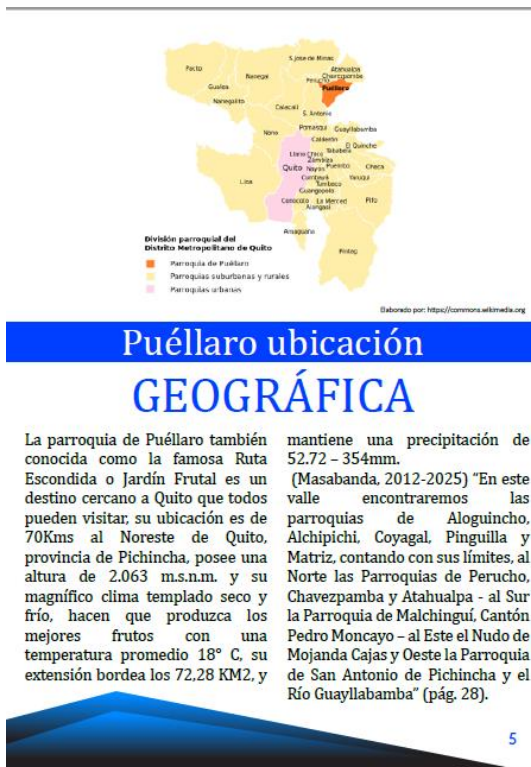 S.Jose de Minas
Pacto
Atahualpa
Chavezpamba
Nanegal
Perucho
Gualea
Puéllaro
Nanegalito
Calacalí
S. Antonio
Nono
Pomasqui
Guayllabamba
Calderón
El Quinche
Llano Chico
Tababela
Zámbiza
Quito
Nayón
Puembo
Checa
Lloa
Cumbayá
Yaruquí
Tumbaco
Guangopolo
Conocoto
La Merced
Pifo
Alangasí
Amaguaña
Pintag
División parroquial del
Distrito Metropolitano de Quito
Parroquia de Puéllaro
Parroquias suburbanas y rurales
Parroquias urbanas
Elaborado por: https://commons.wikimedia.org
Puéllaro ubicación
GEOGRÁFICA
La parroquia de Puéllaro también
conocida como la famosa Ruta
Escondida o Jardín Frutal es un
destino cercano a Quito que todos
pueden visitar, su ubicación es de
70Kms al Noreste de Quito,
provincia de Pichincha, posee una
altura de 2.063 m.s.n.m. y su
magnífico clima templado seco y
frío, hacen que produzca los
mejores frutos con una
temperatura promedio 18° C, su
extensión bordea los 72,28 KM2, y
mantiene una precipitación de
52.72 – 354mm.
(Masabanda, 2012-2025) “En este
valle encontraremos las
parroquias de Aloguincho,
Alchipichi, Coyagal, Pinguilla y
Matriz, contando con sus límites, al
Norte las Parroquias de Perucho,
Chavezpamba y Atahualpa - al Sur
la Parroquia de Malchinguí, Cantón
Pedro Moncayo – al Este el Nudo de
Mojanda Cajas y Oeste la Parroquia
de San Antonio de Pichincha y el
Río Guayllabamba” (pág. 28).
5